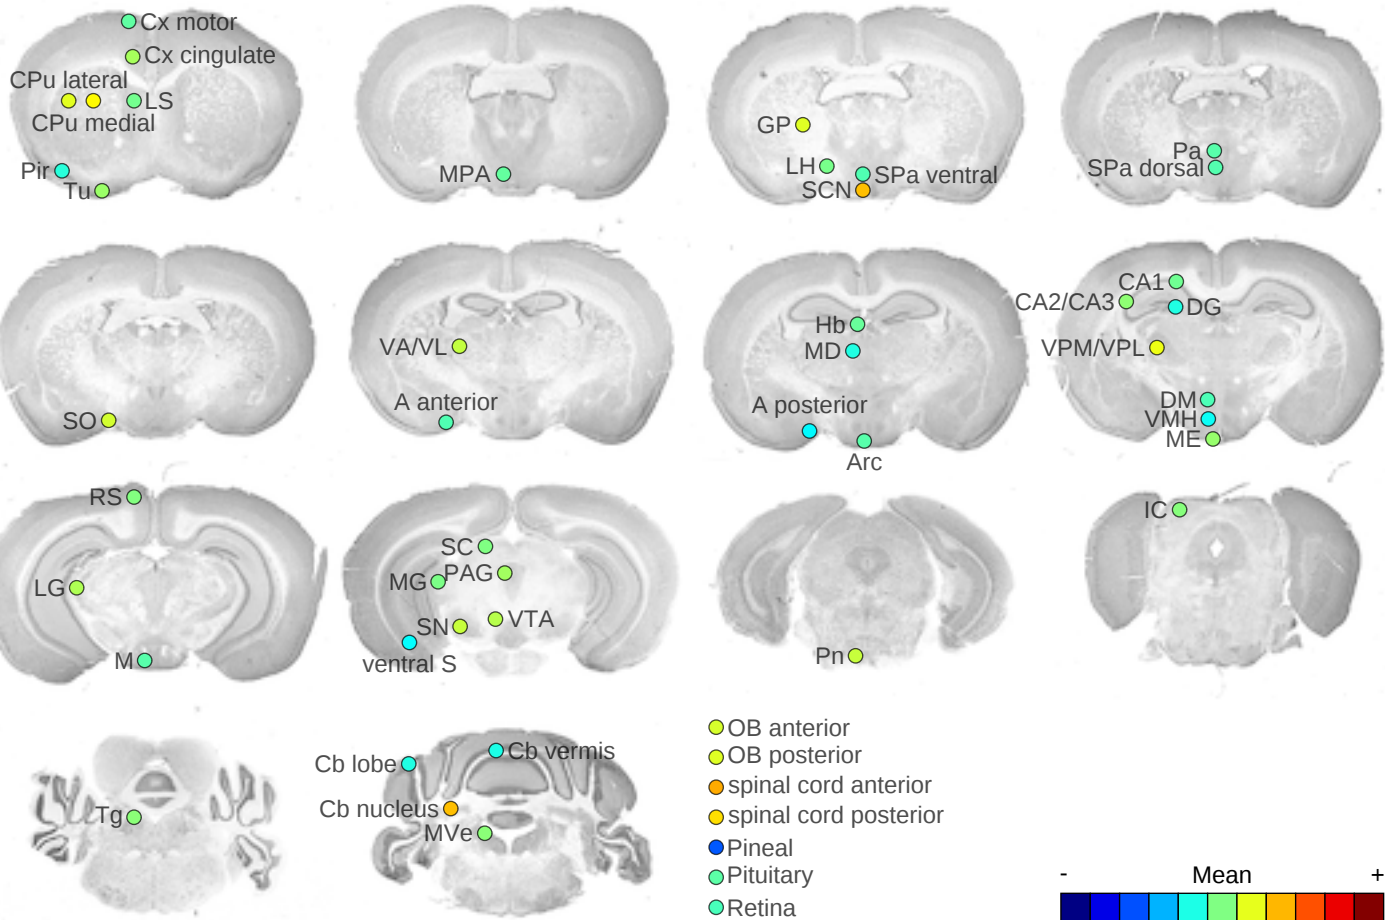 Cx motor
Cx cingulate
CPu lateral
LS
CPu medial
Pir
Tu
MPA
GP
LH
SPa ventral
SCN
Pa
SPa dorsal
SO
VA/VL
A anterior
Hb
MD
A posterior
Arc
CA1
CA2/CA3
DG
VPM/VPL
DM
VMH
ME
RS
LG
M
SC
MG
PAG
SN
VTA
ventral S
Pn
IC
Tg
Cb lobe
Cb vermis
Cb nucleus
MVe
OB anterior
OB posterior
spinal cord anterior
spinal cord posterior
Pineal
Pituitary
Retina
- Mean +